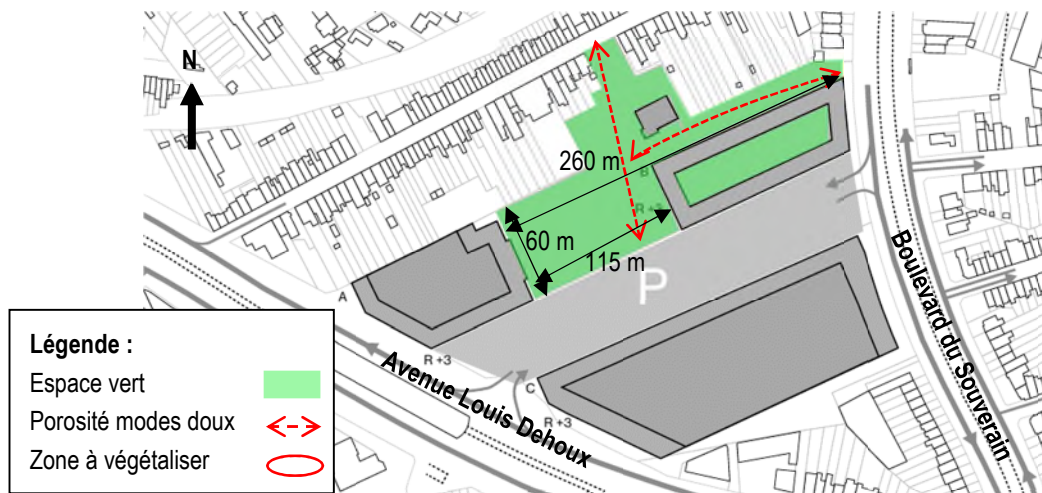 N
260 m
B
R+3
60 m
115 m
P
A
R+3
C
R+3
Avenue Louis Dehoux
Boulevard du Souverain
Légende :
Espace vert
Porosité modes doux
Zone à végétaliser